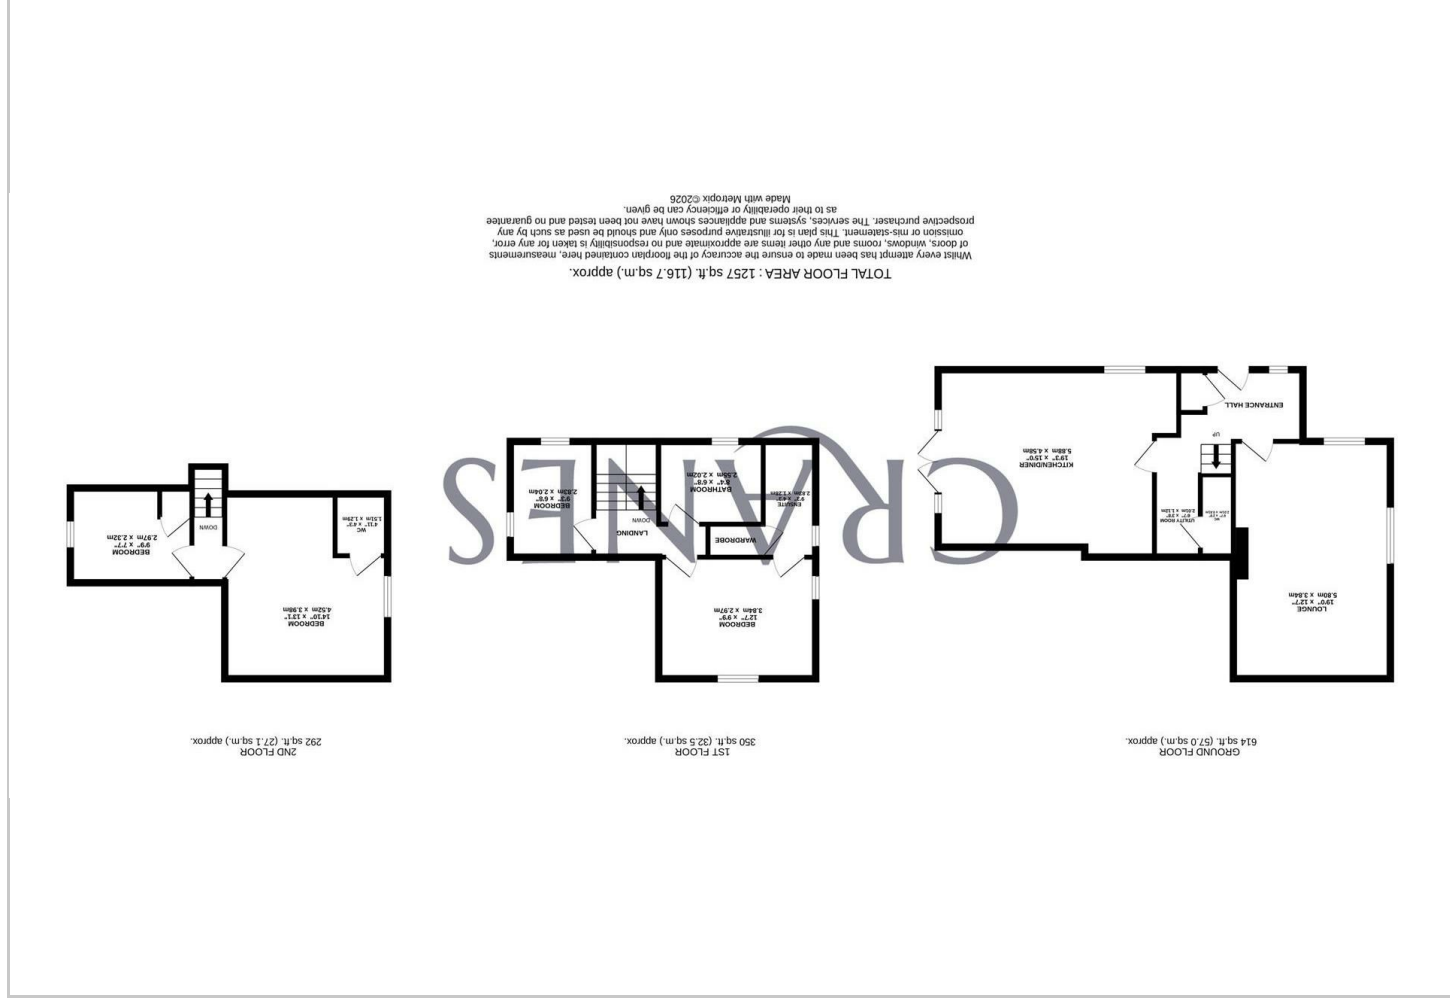 GROUND FLOOR
614 sq.ft. (57.0 sq.m.) approx.
1ST FLOOR
350 sq.ft. (32.5 sq.m.) approx.
2ND FLOOR
292 sq.ft. (27.1 sq.m.) approx.
LOUNGE
19'0" x 12'7"
5.80m x 3.84m
WC
UTILITY ROOM
KITCHEN/DINER
19'3" x 15'0"
5.88m x 4.58m
UP
ENTRANCE HALL
BEDROOM
12'7" x 9'9"
3.84m x 2.97m
WARDROBE
LANDING
DOWN
ENSUITE
9'3" x 4'3"
BATHROOM
8'4" x 6'8"
2.55m x 2.02m
BEDROOM
9'3" x 6'8"
2.83m x 2.04m
BEDROOM
14'10" x 13'1"
4.52m x 3.98m
BEDROOM
9'9" x 7'7"
2.97m x 2.32m
DOWN
WC
4'11" x 4'3"
1.51m x 1.29m
CRANES
TOTAL FLOOR AREA : 1257 sq.ft. (116.7 sq.m.) approx.
Whilst every attempt has been made to ensure the accuracy of the floorplan contained here, measurements
of doors, windows, rooms and any other items are approximate and no responsibility is taken for any error,
omission or mis-statement. This plan is for illustrative purposes only and should be used as such by any
prospective purchaser. The services, systems and appliances shown have not been tested and no guarantee
as to their operability or efficiency can be given.
Made with Metropix ©2026